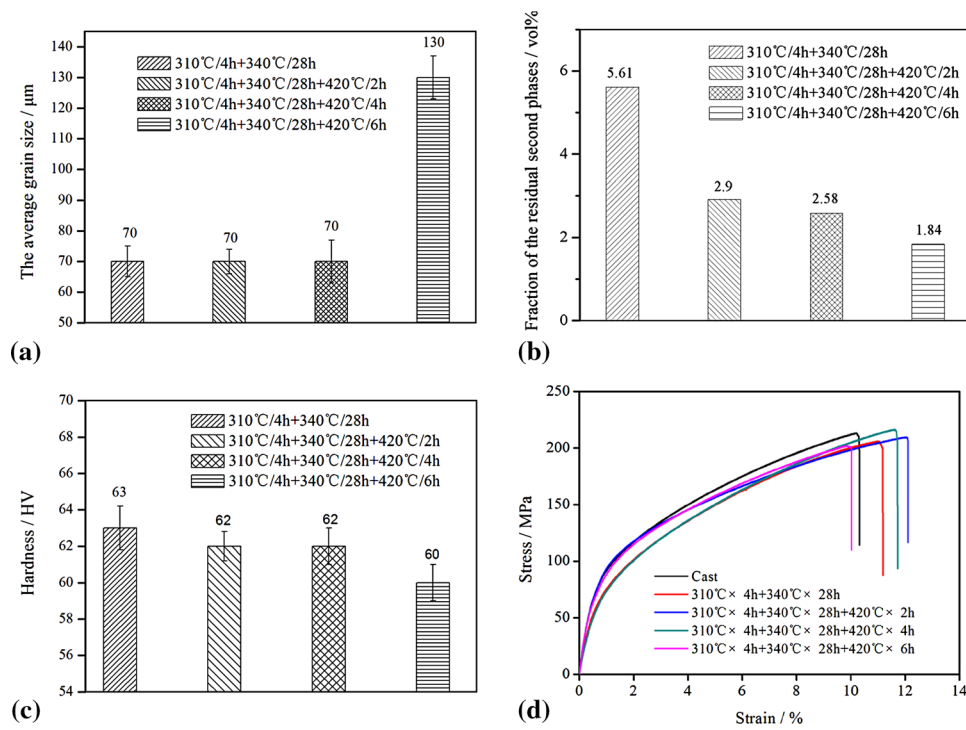 (a)
The average grain size / μm
140
130
120
110
100
90
80
70
60
50
310℃/4h+340℃/28h
310℃/4h+340℃/28h+420℃/2h
310℃/4h+340℃/28h+420℃/4h
310℃/4h+340℃/28h+420℃/6h
70
70
70
130
(b)
Fraction of the residual second phases / vol%
6
4
2
0
310℃/4h+340℃/28h
310℃/4h+340℃/28h+420℃/2h
310℃/4h+340℃/28h+420℃/4h
310℃/4h+340℃/28h+420℃/6h
5.61
2.9
2.58
1.84
(c)
Hardness / HV
70
68
66
64
62
60
58
56
54
310℃/4h+340℃/28h
310℃/4h+340℃/28h+420℃/2h
310℃/4h+340℃/28h+420℃/4h
310℃/4h+340℃/28h+420℃/6h
63
62
62
60
(d)
Stress / MPa
250
200
150
100
50
0
Cast
310℃× 4h+340℃× 28h
310℃× 4h+340℃× 28h+420℃× 2h
310℃× 4h+340℃× 28h+420℃× 4h
310℃× 4h+340℃× 28h+420℃× 6h
0 2 4 6 8 10 12 14
Strain / %